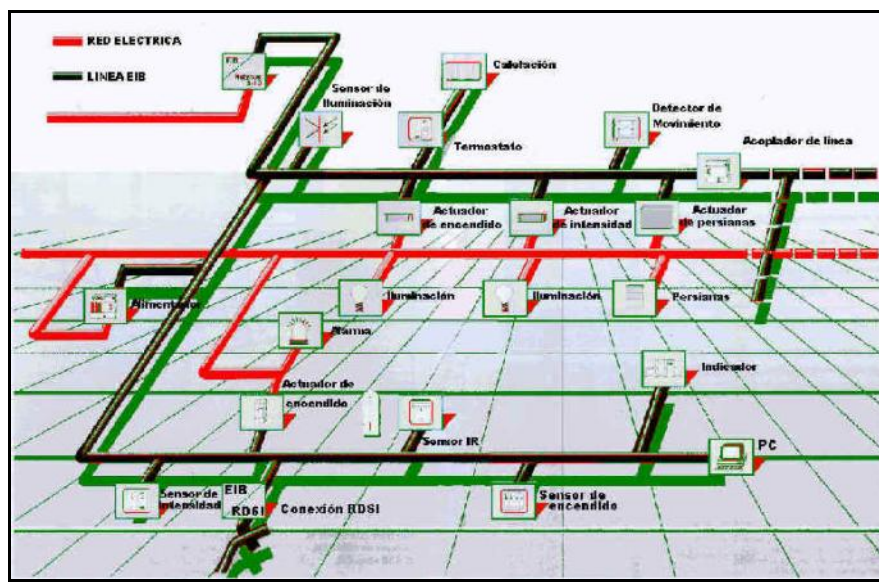 RED ELECTRICA
LINEA EIB
EIB
Sensor de
Iluminación
Calefacción
Termostato
Detector de
Movimiento
Acoplador de linea
Actuador
de encendido
Actuador
de intensidad
Actuador
de persianas
Alimentador
Iluminación
Iluminación
Persianas
Alarma
Actuador de
encendido
Indicador
Sensor IR
PC
Sensor de
intensidad
EIB
RDSI
Conexión RDSI
Sensor de
encendido